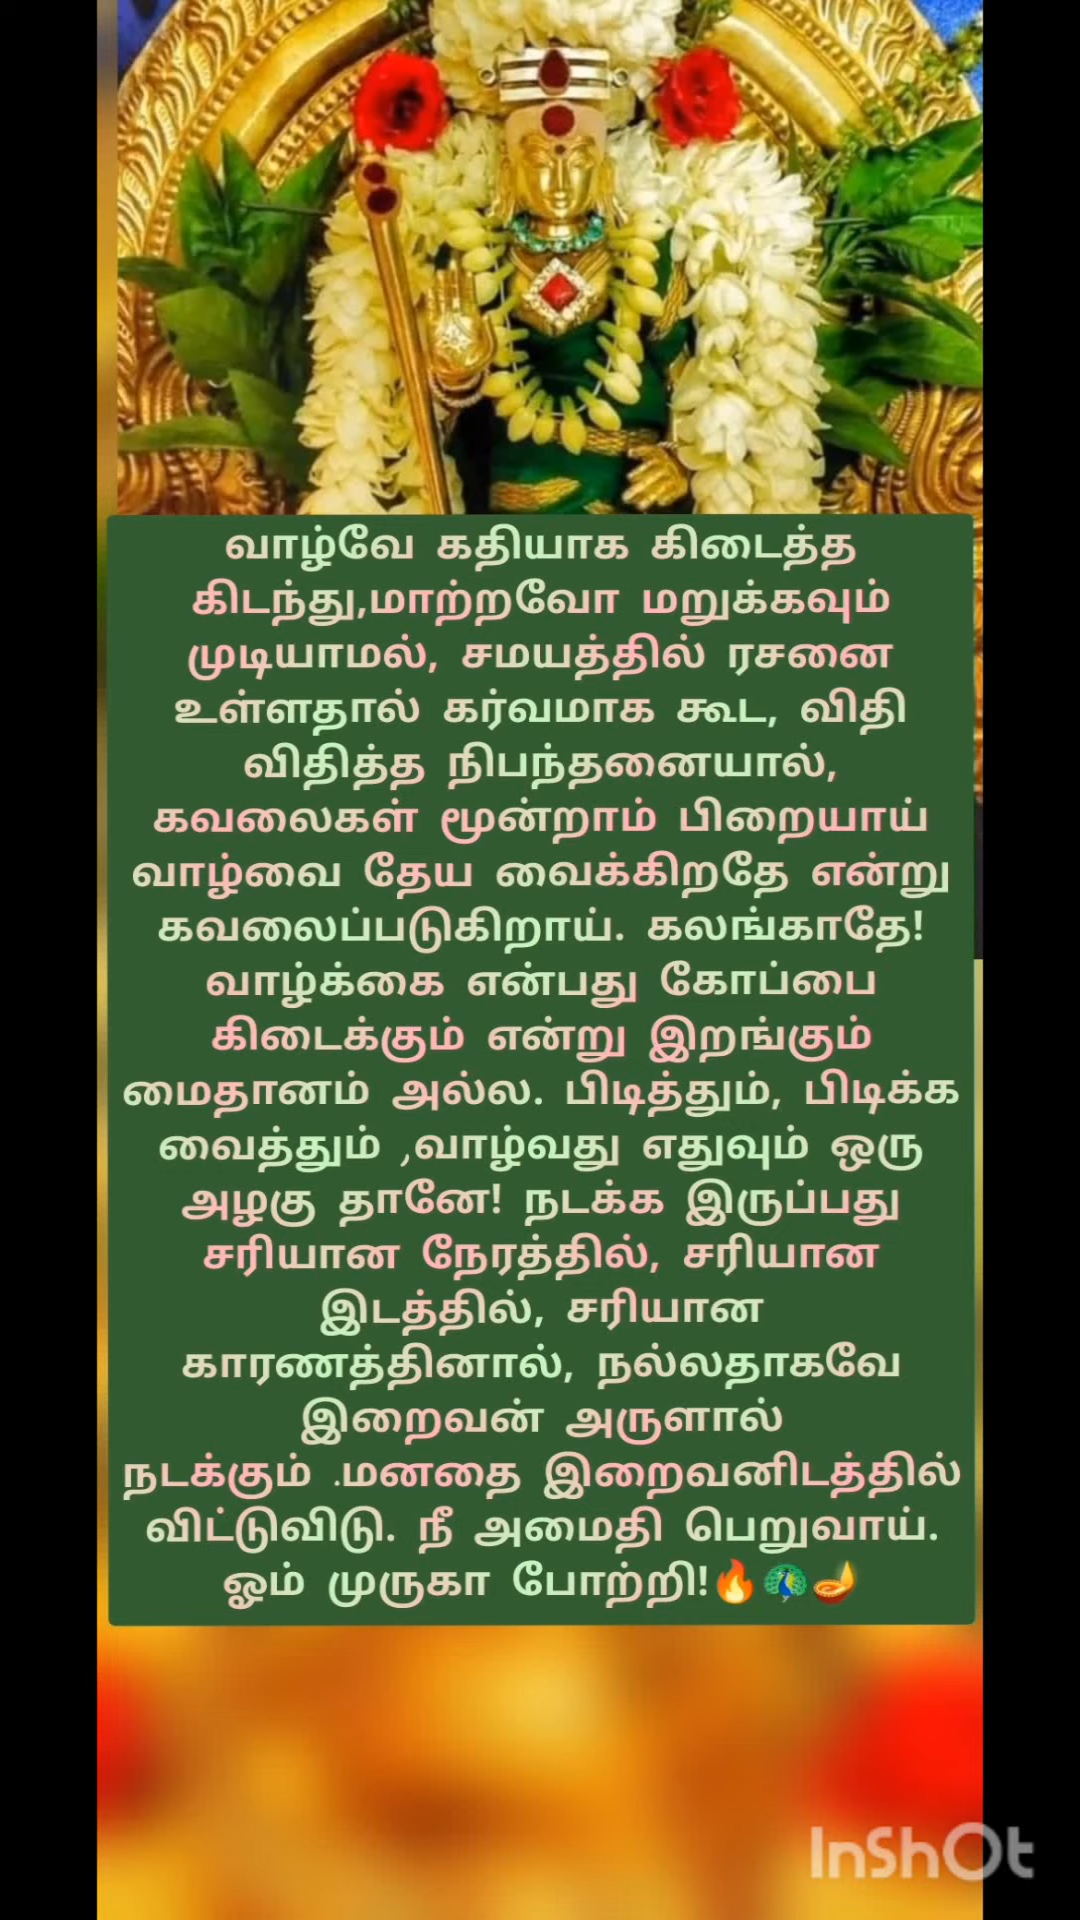 வாழ்வே கதியாக கிடைத்த
கிடந்து,மாற்றவோ மறுக்கவும்
முடியாமல், சமயத்தில் ரசனை
உள்ளதால் கர்வமாக கூட, விதி
விதித்த நிபந்தனையால்,
கவலைகள் மூன்றாம் பிறையாய்
வாழ்வை தேய வைக்கிறதே என்று
கவலைப்படுகிறாய். கலங்காதே!
வாழ்க்கை என்பது கோப்பை
கிடைக்கும் என்று இறங்கும்
மைதானம் அல்ல. பிடித்தும், பிடிக்க
வைத்தும் ,வாழ்வது எதுவும் ஒரு
அழகு தானே! நடக்க இருப்பது
சரியான நேரத்தில், சரியான
இடத்தில், சரியான
காரணத்தினால், நல்லதாகவே
இறைவன் அருளால்
நடக்கும் .மனதை இறைவனிடத்தில்
விட்டுவிடு. நீ அமைதி பெறுவாய்.
ஓம் முருகா போற்றி!🔥🦚🪔
InShOt